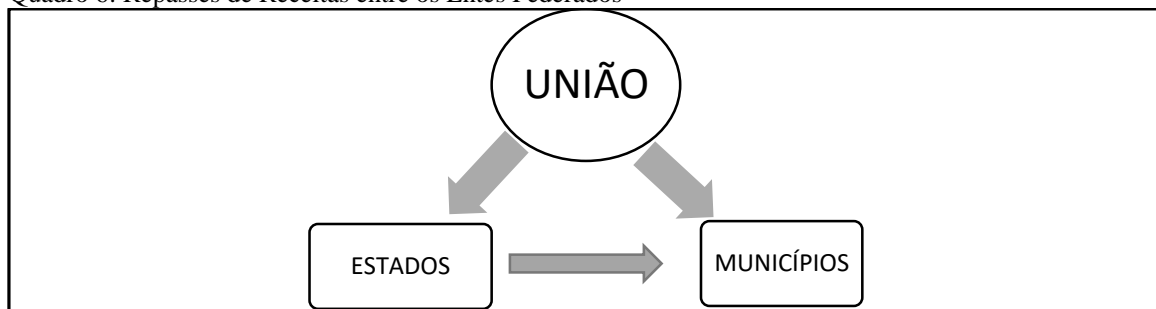 Quadro 6: Repasses de Receitas entre os Entes Federados
UNIÃO
ESTADOS
MUNICÍPIOS